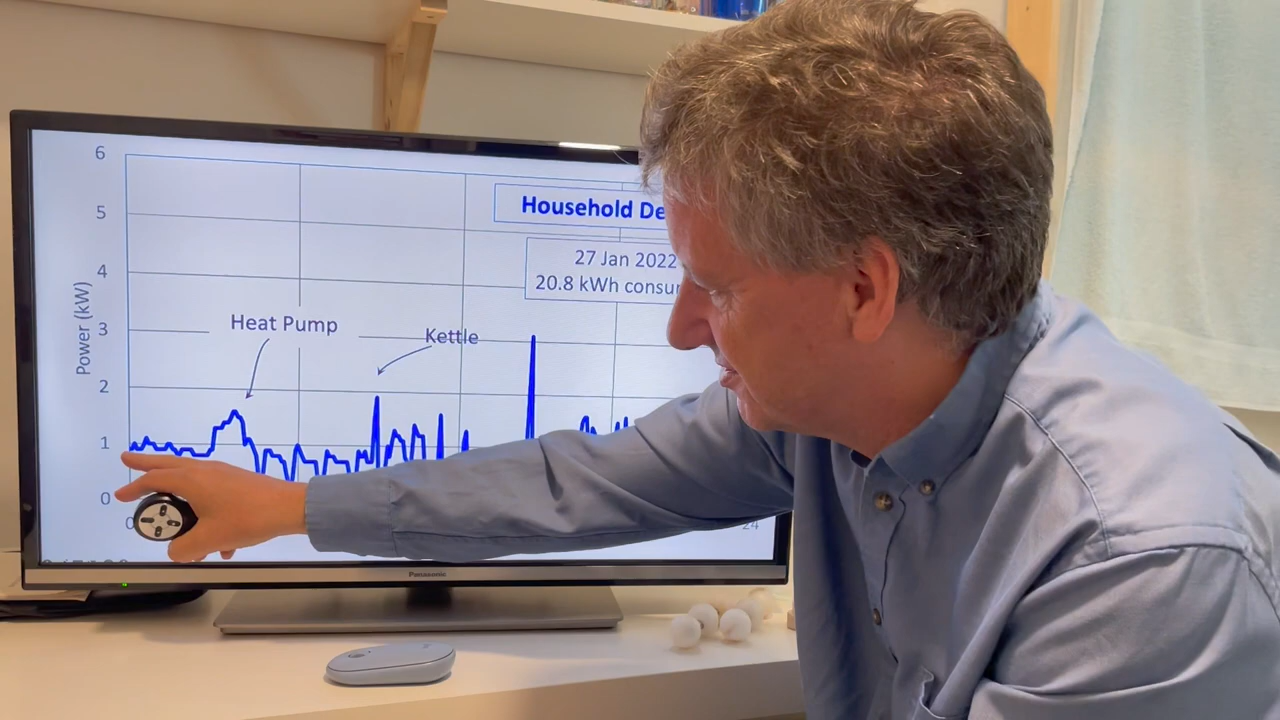 6
5
4
3
2
1
0
Power (kW)
Household De
27 Jan 2022
20.8 kWh consu
Heat Pump
Kettle
0
24
Panasonic